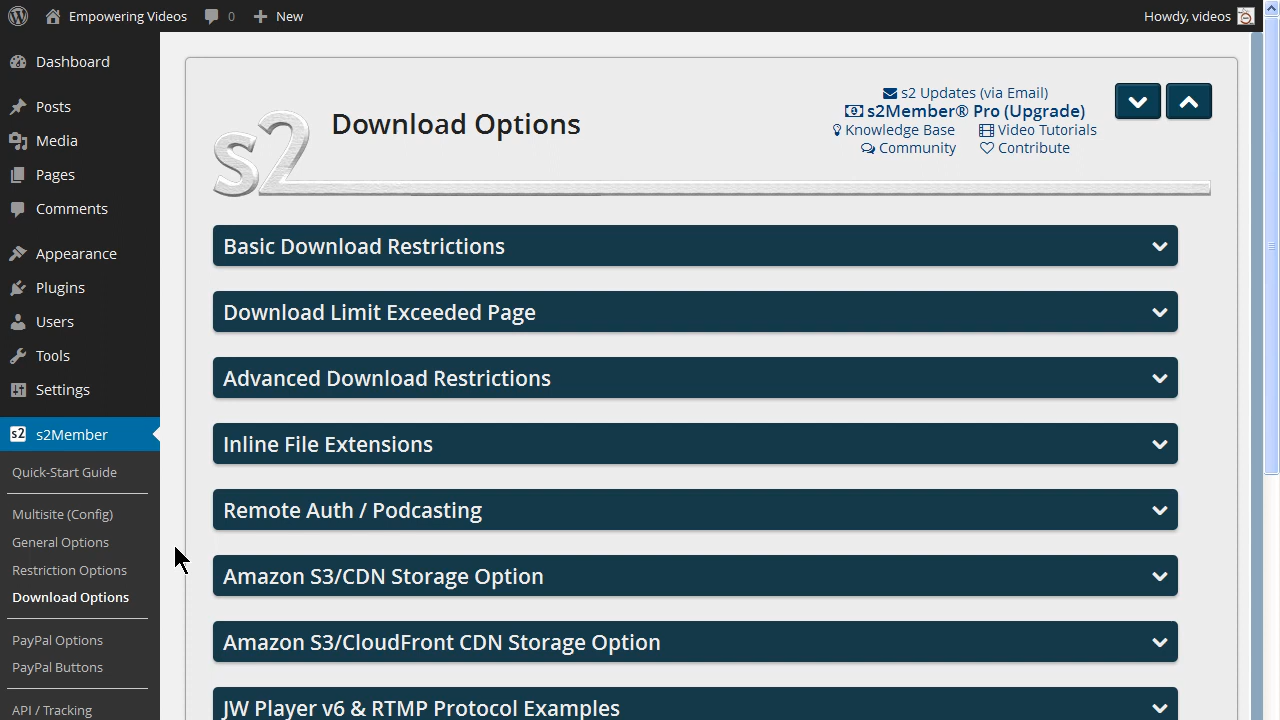 Empowering Videos
0
New
Howdy, videos
Dashboard
Posts
Media
Pages
Comments
Appearance
Plugins
Users
Tools
Settings
s2 s2Member
Quick-Start Guide
Multisite (Config)
General Options
Restriction Options
Download Options
PayPal Options
PayPal Buttons
API / Tracking
s2
Download Options
s2 Updates (via Email)
s2Member® Pro (Upgrade)
Knowledge Base Video Tutorials
Community Contribute
Basic Download Restrictions
Download Limit Exceeded Page
Advanced Download Restrictions
Inline File Extensions
Remote Auth / Podcasting
Amazon S3/CDN Storage Option
Amazon S3/CloudFront CDN Storage Option
JW Player v6 & RTMP Protocol Examples